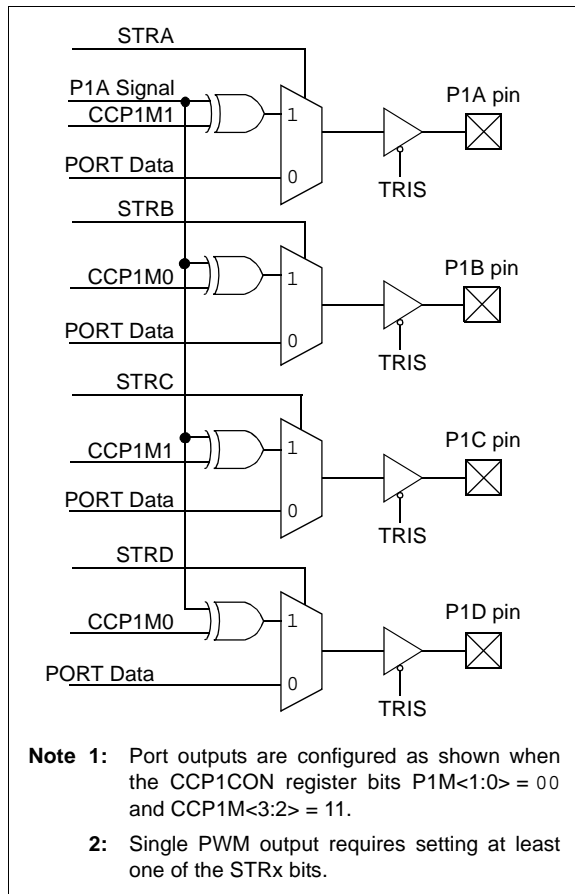 STRA
P1A Signal
P1A pin
CCP1M1
1
PORT Data
0
TRIS
STRB
P1B pin
CCP1M0
1
PORT Data
0
TRIS
STRC
P1C pin
CCP1M1
1
PORT Data
0
TRIS
STRD
P1D pin
CCP1M0
1
PORT Data
0
TRIS
Note 1: Port outputs are configured as shown when
the CCP1CON register bits P1M<1:0> = 00
and CCP1M<3:2> = 11.
2: Single PWM output requires setting at least
one of the STRx bits.